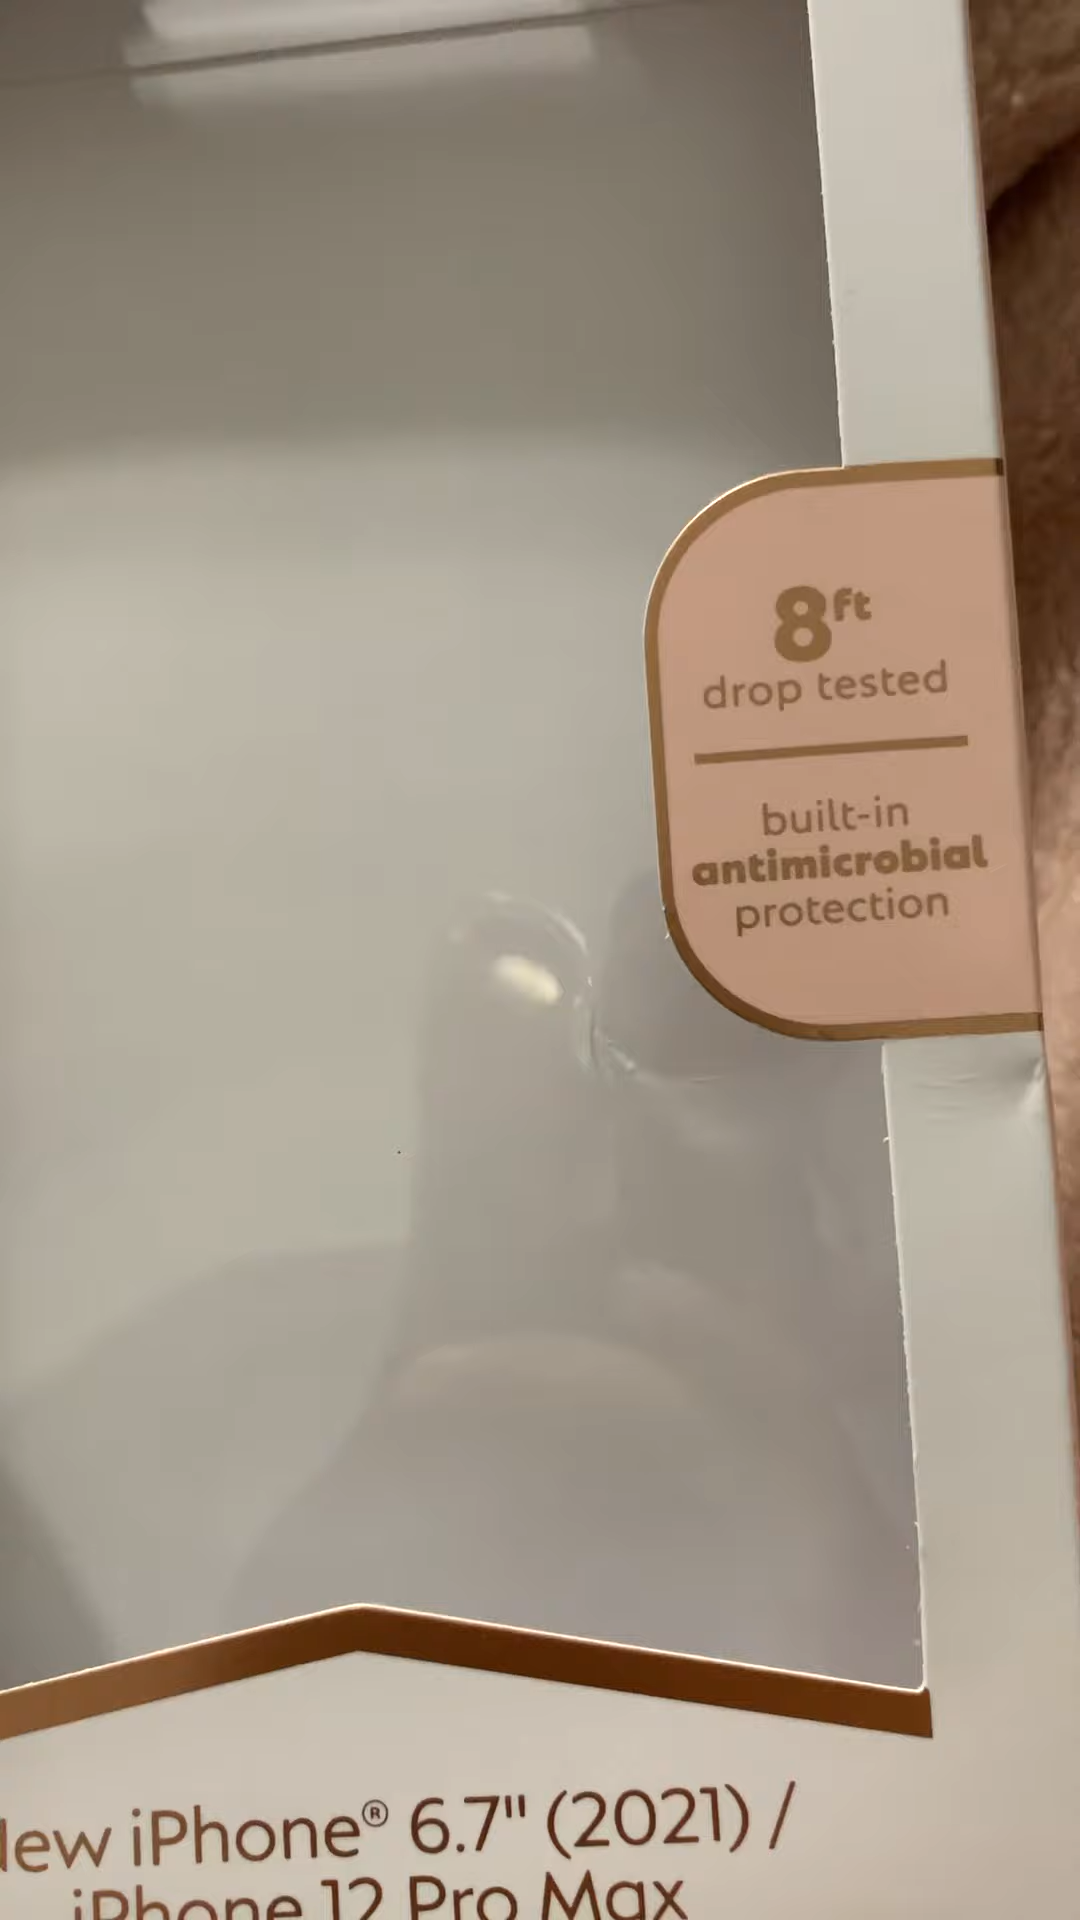 8ft
drop tested
built-in
antimicrobial
protection
iPhone® 6.7" (2021) /
iPhone 12 Pro Max